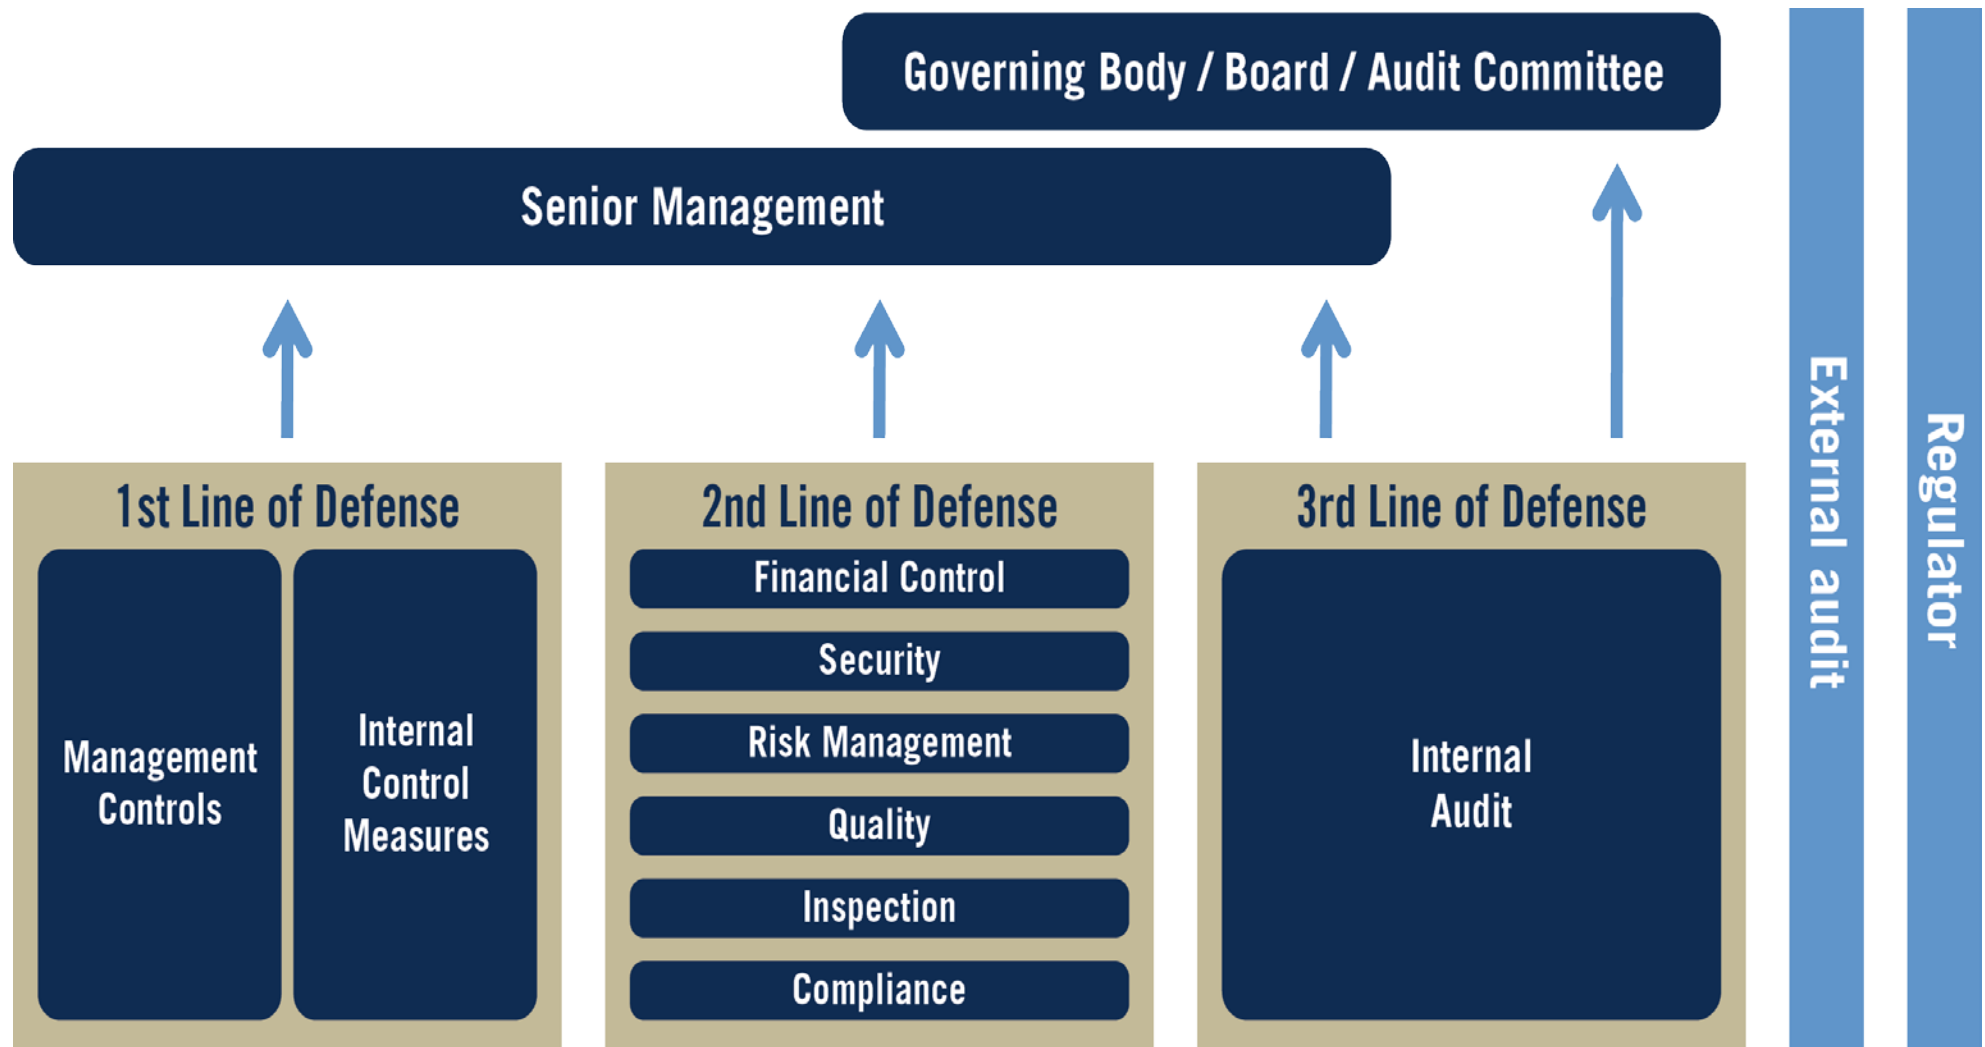 Governing Body / Board / Audit Committee
Senior Management
1st Line of Defense
Management
Controls
Internal
Control
Measures
2nd Line of Defense
Financial Control
Security
Risk Management
Quality
Inspection
Compliance
3rd Line of Defense
Internal
Audit
External audit
Regulator